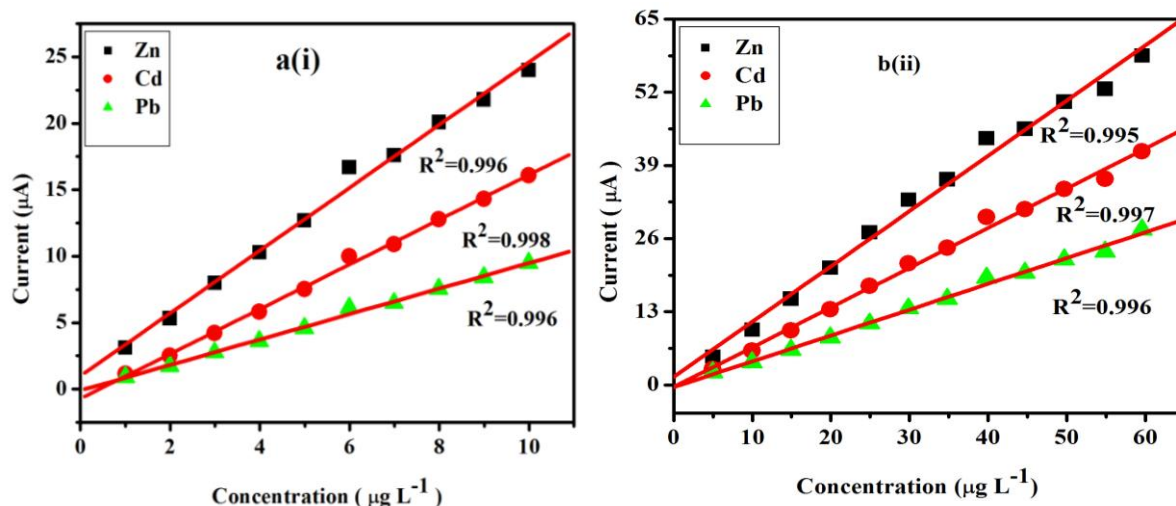 a(i)
Zn
Cd
Pb
25
20
15
10
5
0
R²=0.996
R²=0.998
R²=0.996
Current (μA)
0 2 4 6 8 10
Concentration ( μg L⁻¹ )
b(ii)
Zn
Cd
Pb
65
52
39
26
13
0
R²=0.995
R²=0.997
R²=0.996
Current ( μA )
0 10 20 30 40 50 60
Concentration (μg L⁻¹)